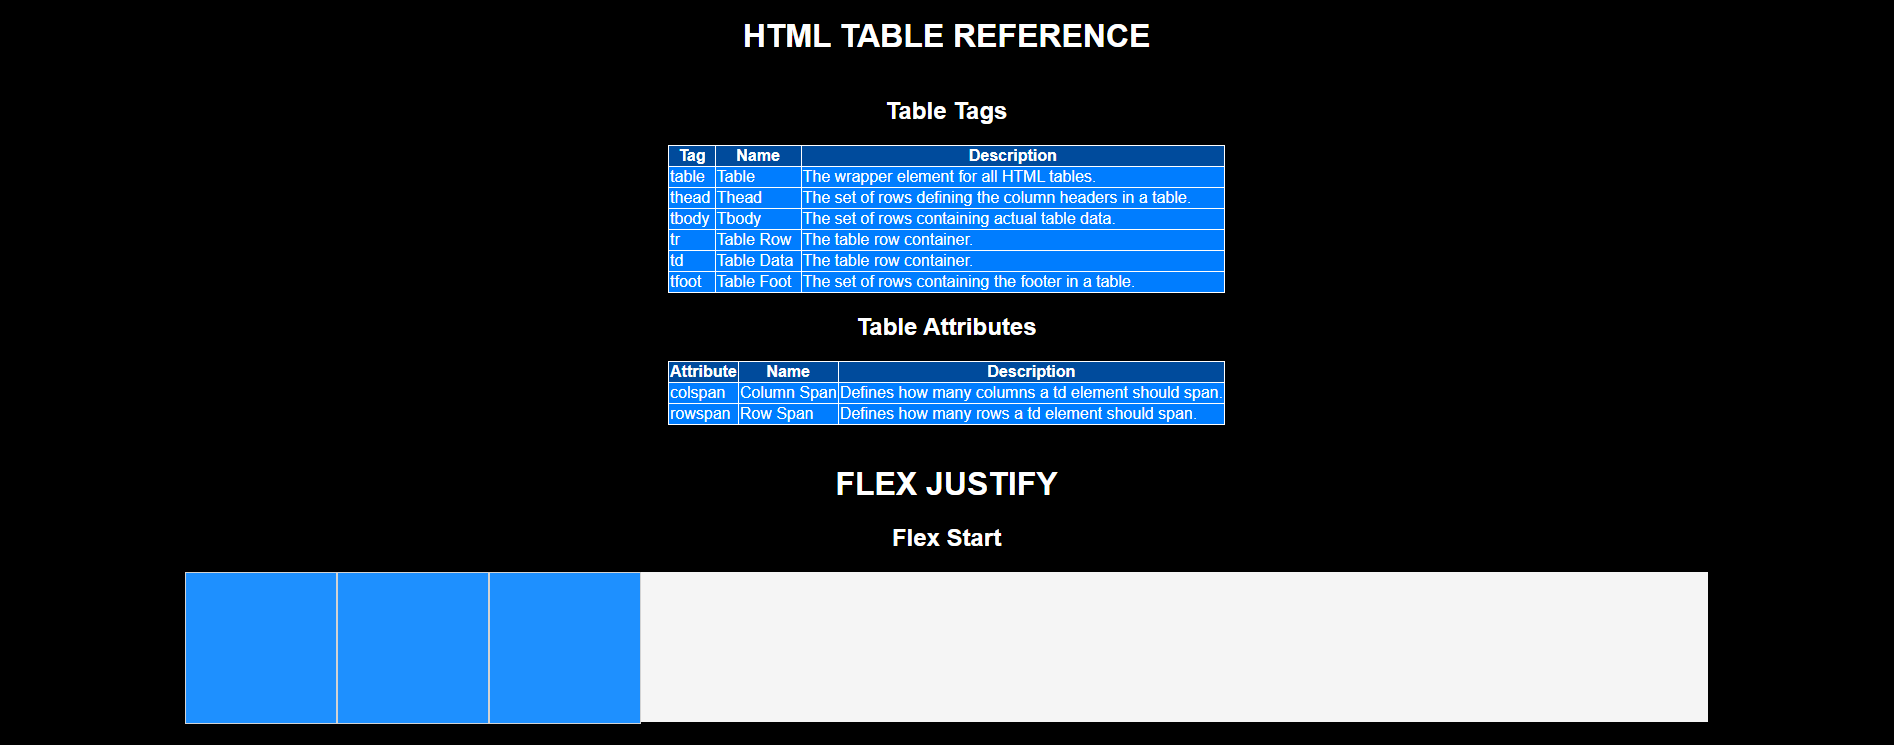 HTML TABLE REFERENCE
Table Tags
Tag Name Description
table Table The wrapper element for all HTML tables.
thead Thead The set of rows defining the column headers in a table.
tbody Tbody The set of rows containing actual table data.
tr Table Row The table row container.
td Table Data The table row container.
tfoot Table Foot The set of rows containing the footer in a table.
Table Attributes
Attribute Name Description
colspan Column Span Defines how many columns a td element should span.
rowspan Row Span Defines how many rows a td element should span.
FLEX JUSTIFY
Flex Start